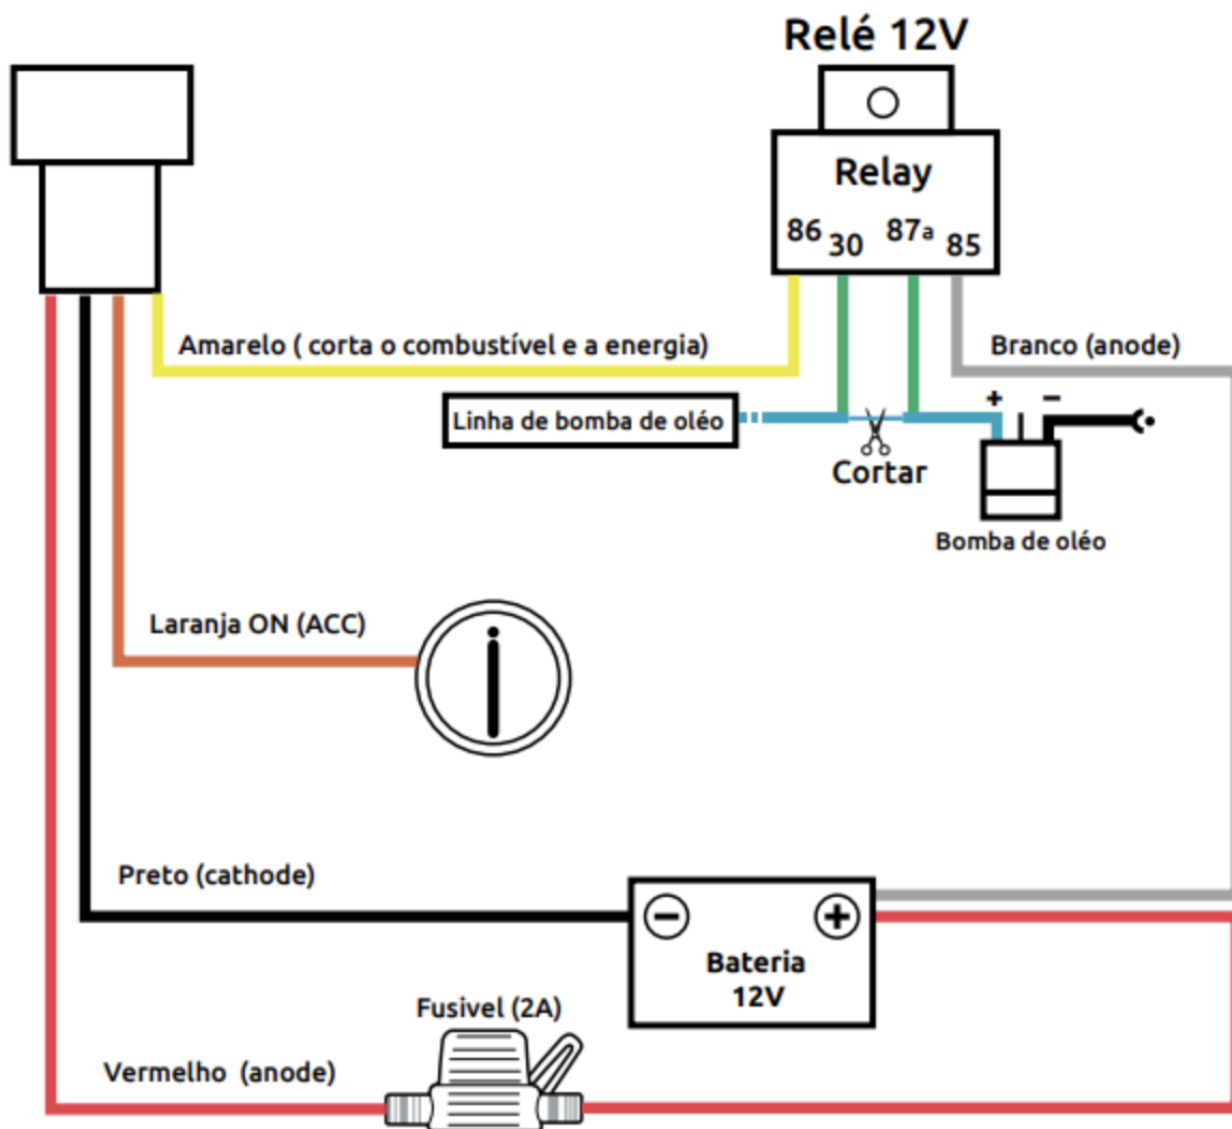 Relé 12V
Relay
86 30 87a 85
Amarelo ( corta o combustível e a energia)
Branco (anode)
+ −
Linha de bomba de oléo
Cortar
Bomba de oléo
Laranja ON (ACC)
Preto (cathode)
− +
Bateria
12V
Fusivel (2A)
Vermelho (anode)